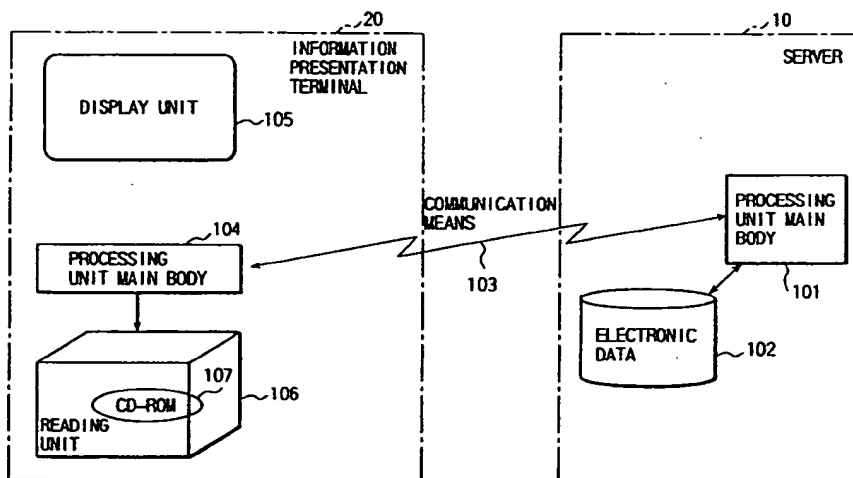 20
INFORMATION
PRESENTATION
TERMINAL
DISPLAY UNIT
105
104
PROCESSING
UNIT MAIN BODY
107
CD-ROM
106
READING
UNIT
COMMUNICATION
MEANS
103
10
SERVER
PROCESSING
UNIT MAIN
BODY
101
ELECTRONIC
DATA
102